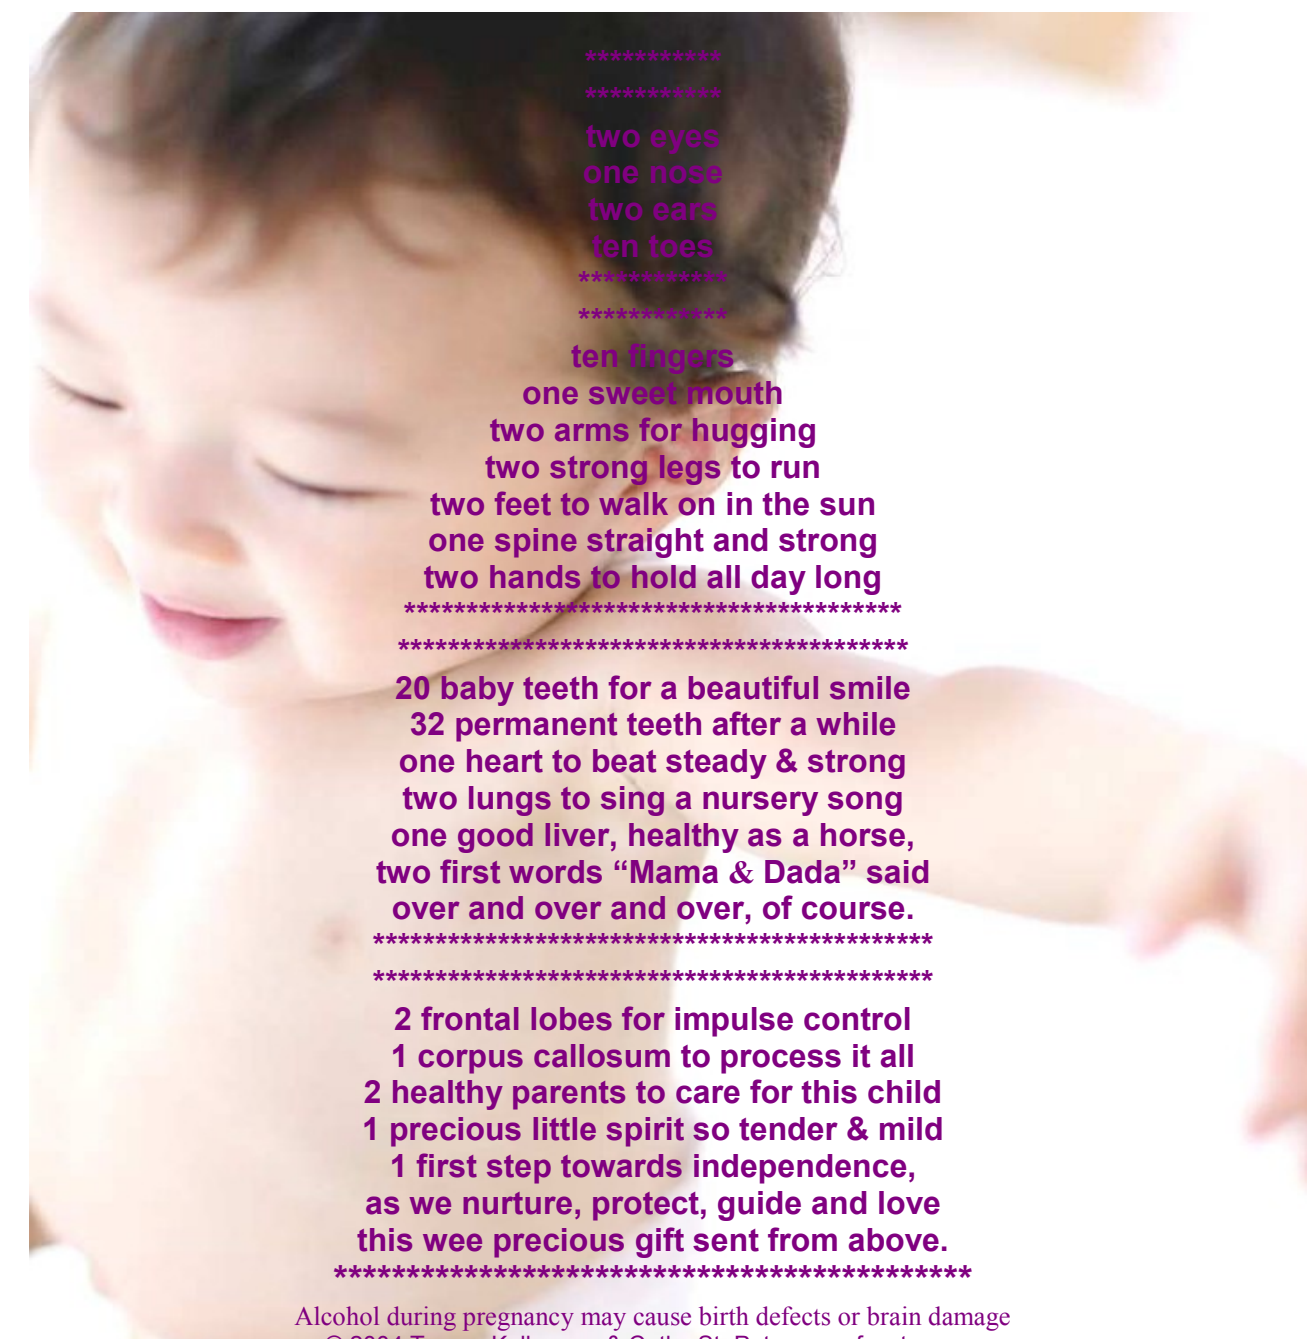 ***********
***********
two eyes
one nose
two ears
ten toes
************
************
ten fingers
one sweet mouth
two arms for hugging
two strong legs to run
two feet to walk on in the sun
one spine straight and strong
two hands to hold all day long
****************************************
*****************************************
20 baby teeth for a beautiful smile
32 permanent teeth after a while
one heart to beat steady & strong
two lungs to sing a nursery song
one good liver, healthy as a horse,
two first words “Mama & Dada” said
over and over and over, of course.
*********************************************
*********************************************
2 frontal lobes for impulse control
1 corpus callosum to process it all
2 healthy parents to care for this child
1 precious little spirit so tender & mild
1 first step towards independence,
as we nurture, protect, guide and love
this wee precious gift sent from above.
********************************************
Alcohol during pregnancy may cause birth defects or brain damage
© 2004 Teresa Kellerman &